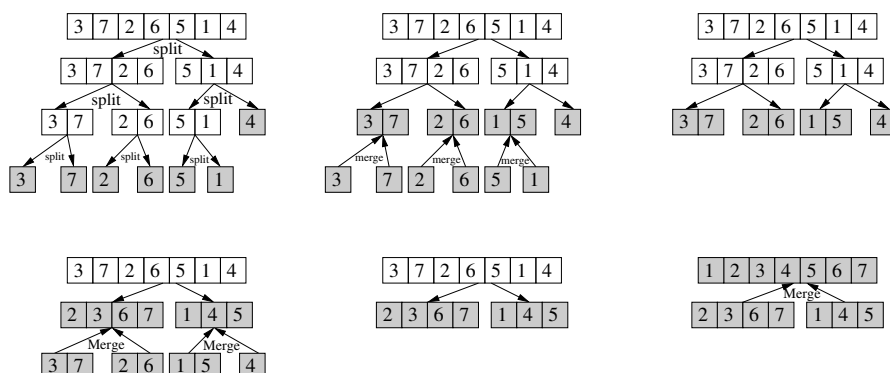 3 7 2 6 5 1 4
split
3 7 2 6 5 1 4
split split
3 7 2 6 5 1 4
split split split
3 7 2 6 5 1
3 7 2 6 5 1 4
3 7 2 6 5 1 4
3 7 2 6 1 5 4
merge merge merge
3 7 2 6 5 1
3 7 2 6 5 1 4
3 7 2 6 5 1 4
3 7 2 6 1 5 4
3 7 2 6 5 1 4
2 3 6 7 1 4 5
Merge Merge
3 7 2 6 1 5 4
3 7 2 6 5 1 4
2 3 6 7 1 4 5
1 2 3 4 5 6 7
Merge
2 3 6 7 1 4 5